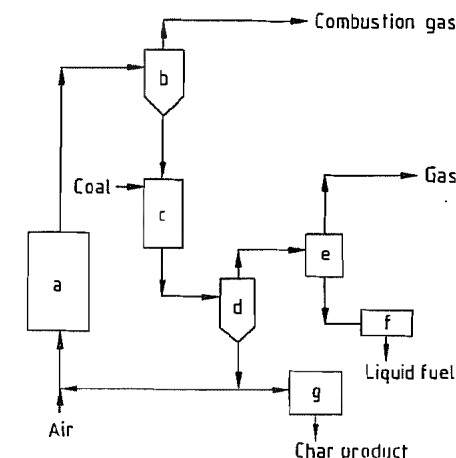 Combustion gas
b
Coal
c
Gas
a
e
d
f
Liquid fuel
g
Air
Char product